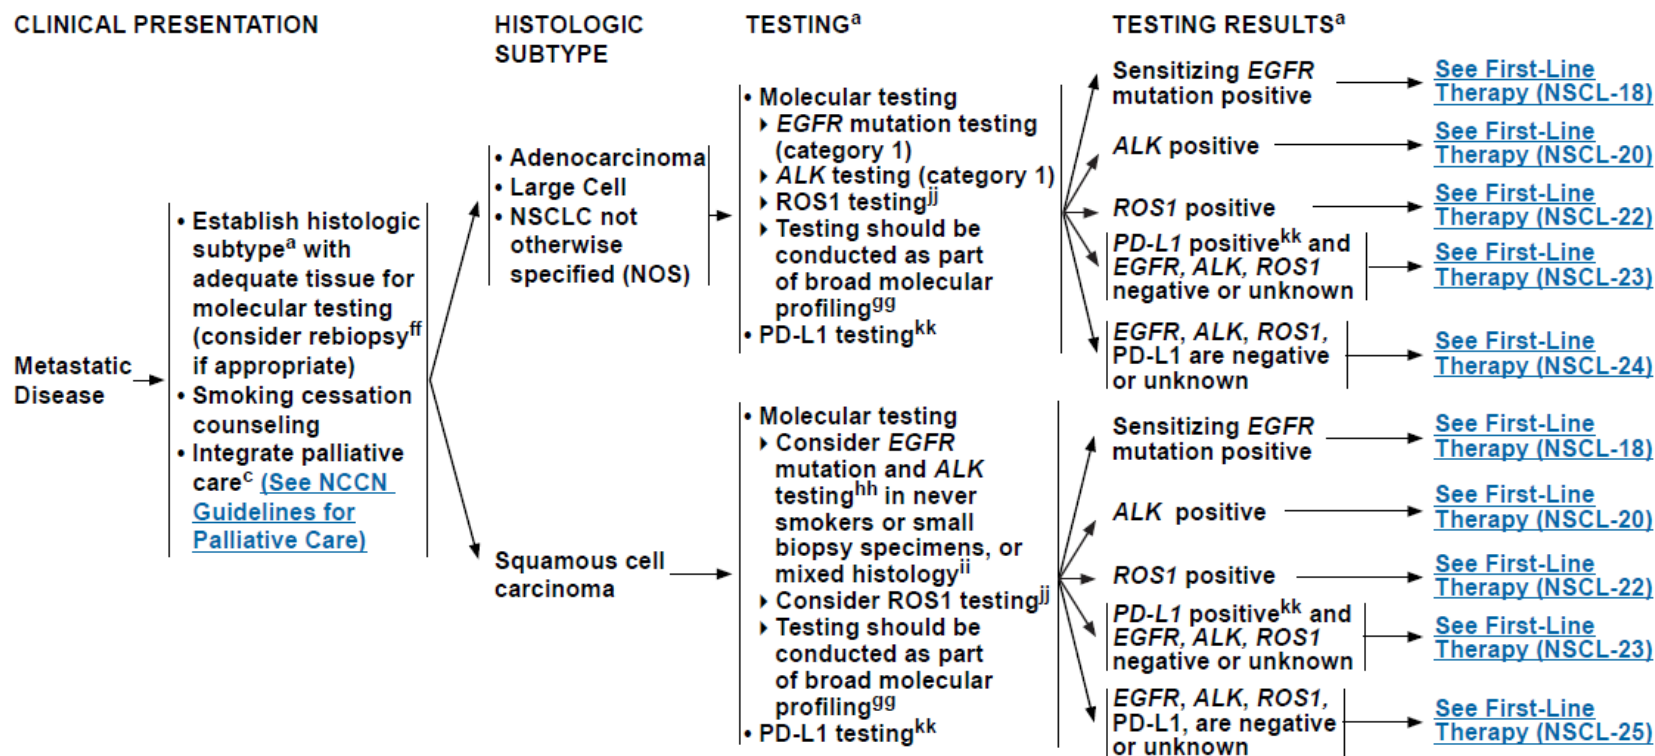 CLINICAL PRESENTATION
HISTOLOGIC
SUBTYPE
TESTINGa
TESTING RESULTSa
Metastatic
Disease
• Establish histologic
subtypea with
adequate tissue for
molecular testing
(consider rebiopsyff
if appropriate)
• Smoking cessation
counseling
• Integrate palliative
carec (See NCCN
Guidelines for
Palliative Care)
• Adenocarcinoma
• Large Cell
• NSCLC not
otherwise
specified (NOS)
• Molecular testing
EGFR mutation testing
(category 1)
ALK testing (category 1)
ROS1 testingjj
Testing should be
conducted as part
of broad molecular
profilinggg
• PD-L1 testingkk
Sensitizing EGFR
mutation positive
See First-Line
Therapy (NSCL-18)
ALK positive
See First-Line
Therapy (NSCL-20)
ROS1 positive
See First-Line
Therapy (NSCL-22)
PD-L1 positivekk and
EGFR, ALK, ROS1
negative or unknown
See First-Line
Therapy (NSCL-23)
EGFR, ALK, ROS1,
PD-L1 are negative
or unknown
See First-Line
Therapy (NSCL-24)
Squamous cell
carcinoma
• Molecular testing
Consider EGFR
mutation and ALK
testinghh in never
smokers or small
biopsy specimens, or
mixed histologyii
Consider ROS1 testingjj
Testing should be
conducted as part
of broad molecular
profilinggg
• PD-L1 testingkk
Sensitizing EGFR
mutation positive
See First-Line
Therapy (NSCL-18)
ALK positive
See First-Line
Therapy (NSCL-20)
ROS1 positive
See First-Line
Therapy (NSCL-22)
PD-L1 positivekk and
EGFR, ALK, ROS1
negative or unknown
See First-Line
Therapy (NSCL-23)
EGFR, ALK, ROS1,
PD-L1, are negative
or unknown
See First-Line
Therapy (NSCL-25)